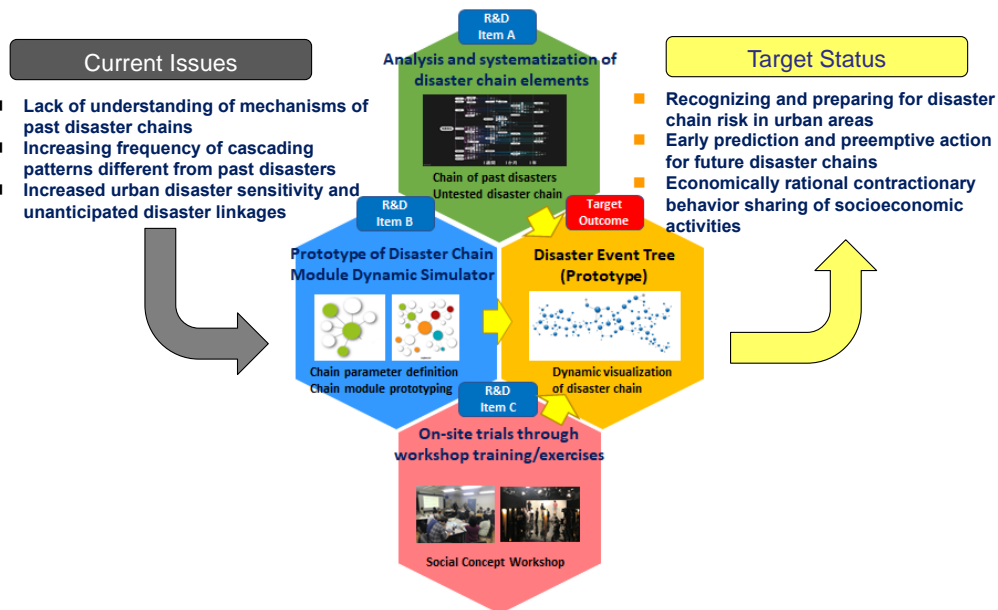 Current Issues
Lack of understanding of mechanisms of
past disaster chains
Increasing frequency of cascading
patterns different from past disasters
Increased urban disaster sensitivity and
unanticipated disaster linkages
R&D
Item A
Analysis and systematization of
disaster chain elements
Chain of past disasters
Untested disaster chain
R&D
Item B
Prototype of Disaster Chain
Module Dynamic Simulator
Chain parameter definition
Chain module prototyping
Target
Outcome
Disaster Event Tree
(Prototype)
Dynamic visualization
of disaster chain
R&D
Item C
On-site trials through
workshop training/exercises
Social Concept Workshop
Target Status
Recognizing and preparing for disaster
chain risk in urban areas
Early prediction and preemptive action
for future disaster chains
Economically rational contractionary
behavior sharing of socioeconomic
activities